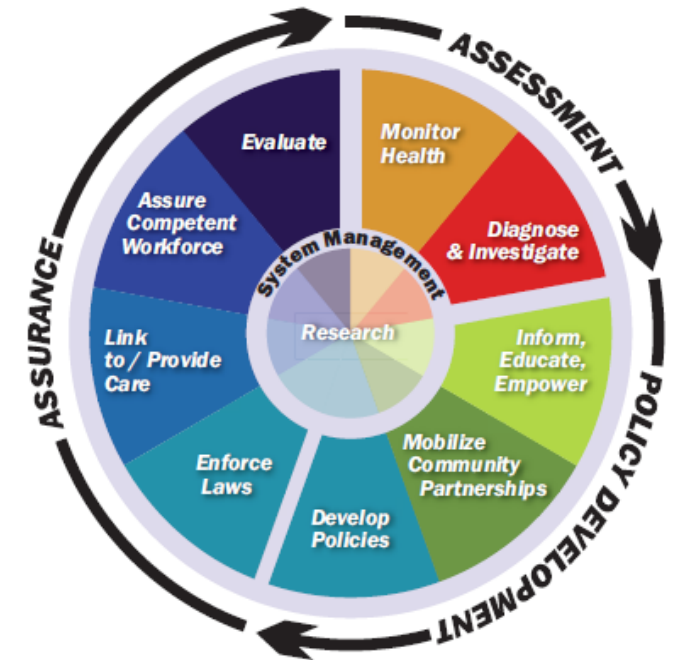 ASSESSMENT
Monitor
Health
Diagnose
& Investigate
POLICY DEVELOPMENT
Inform,
Educate,
Empower
Mobilize
Community
Partnerships
Develop
Policies
ASSURANCE
Enforce
Laws
Link
to / Provide
Care
Assure
Competent
Workforce
Evaluate
System Management
Research